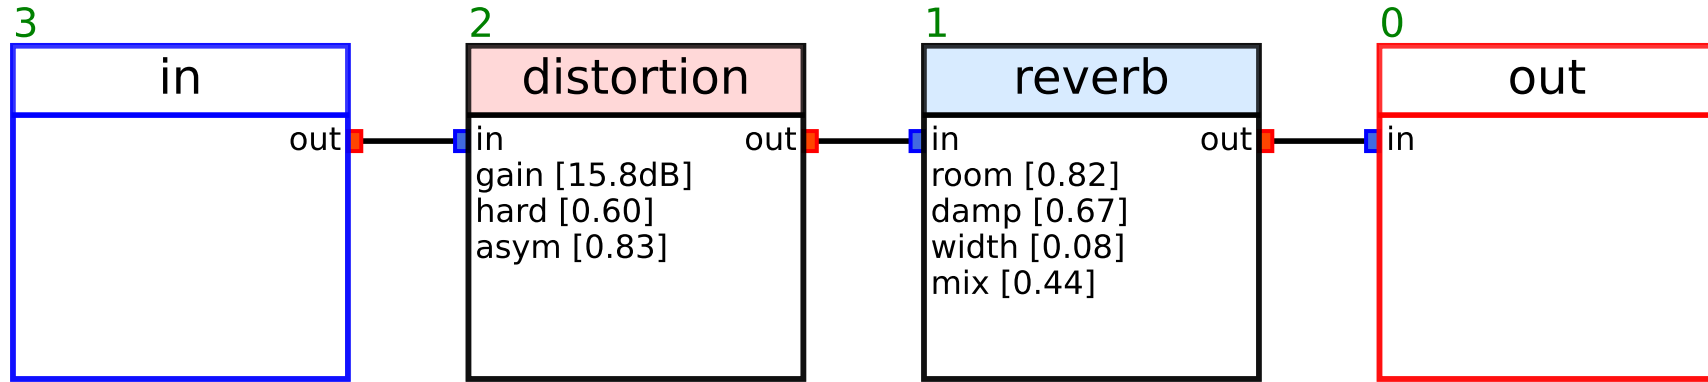 3
in
out
2
distortion
in
out
gain [15.8dB]
hard [0.60]
asym [0.83]
1
reverb
in
out
room [0.82]
damp [0.67]
width [0.08]
mix [0.44]
0
out
in